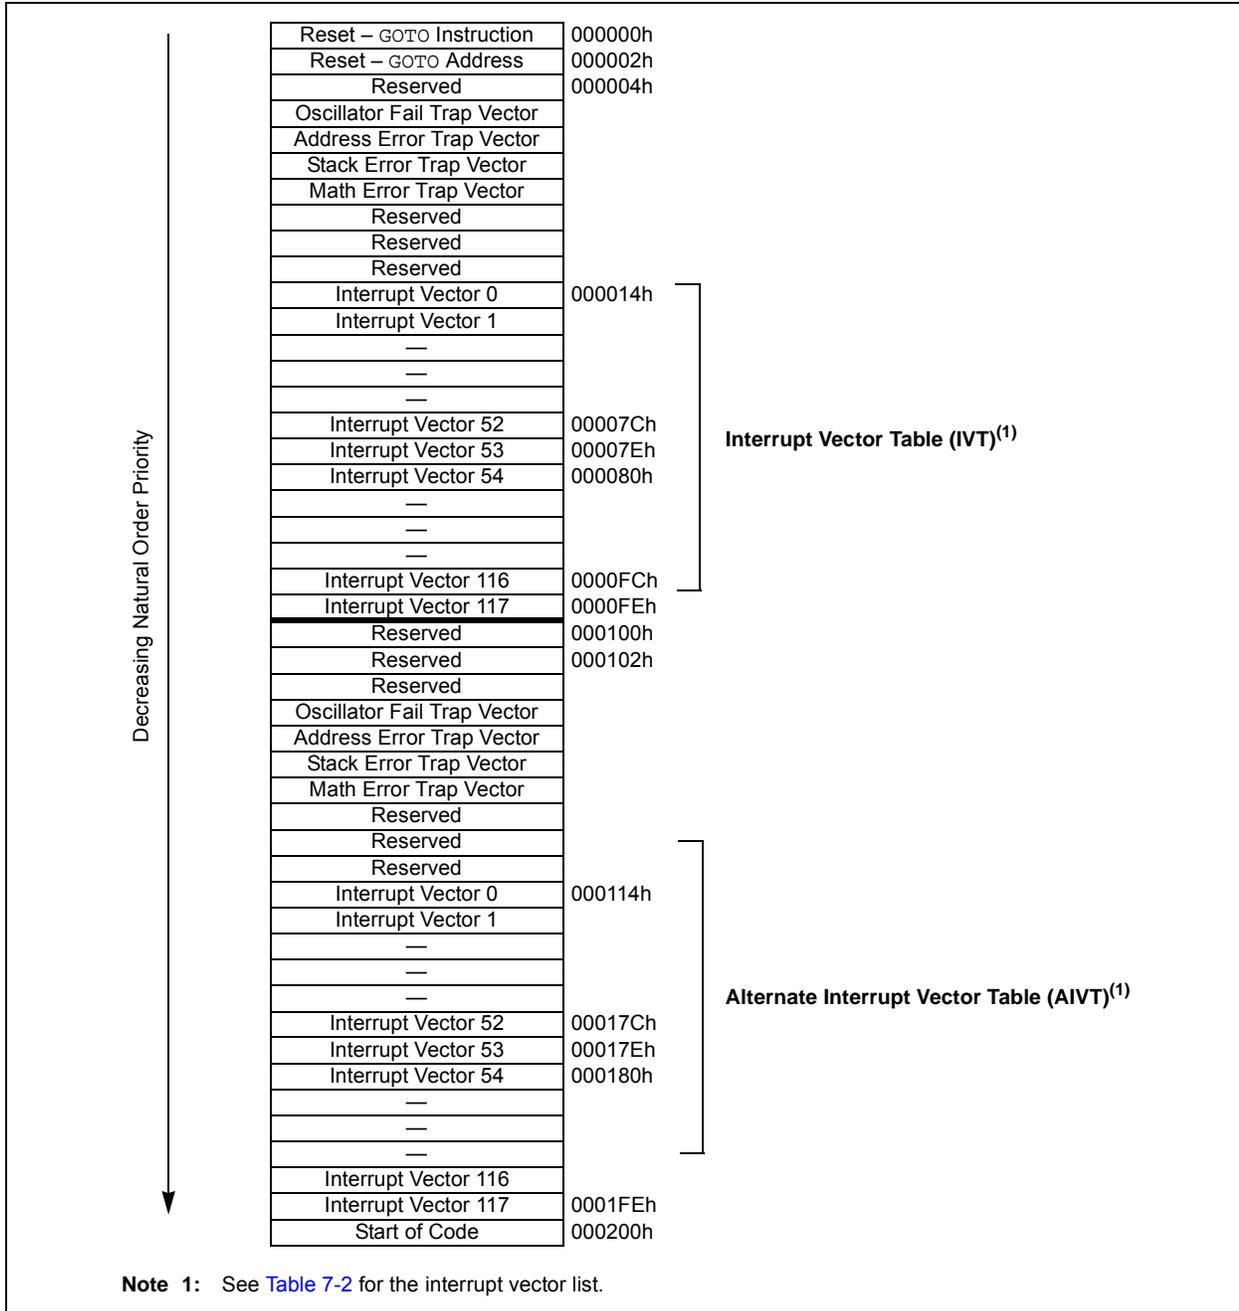 Reset – GOTO Instruction 000000h
Reset – GOTO Address 000002h
Reserved 000004h
Oscillator Fail Trap Vector
Address Error Trap Vector
Stack Error Trap Vector
Math Error Trap Vector
Reserved
Reserved
Reserved
Interrupt Vector 0 000014h
Interrupt Vector 1
—
—
—
Interrupt Vector 52 00007Ch
Interrupt Vector 53 00007Eh
Interrupt Vector 54 000080h
—
—
—
Interrupt Vector 116 0000FCh
Interrupt Vector 117 0000FEh
Reserved 000100h
Reserved 000102h
Reserved
Oscillator Fail Trap Vector
Address Error Trap Vector
Stack Error Trap Vector
Math Error Trap Vector
Reserved
Reserved
Reserved
Interrupt Vector 0 000114h
Interrupt Vector 1
—
—
—
Interrupt Vector 52 00017Ch
Interrupt Vector 53 00017Eh
Interrupt Vector 54 000180h
—
—
—
Interrupt Vector 116
Interrupt Vector 117 0001FEh
Start of Code 000200h
Decreasing Natural Order Priority
Interrupt Vector Table (IVT)(1)
Alternate Interrupt Vector Table (AIVT)(1)
Note 1: See Table 7-2 for the interrupt vector list.